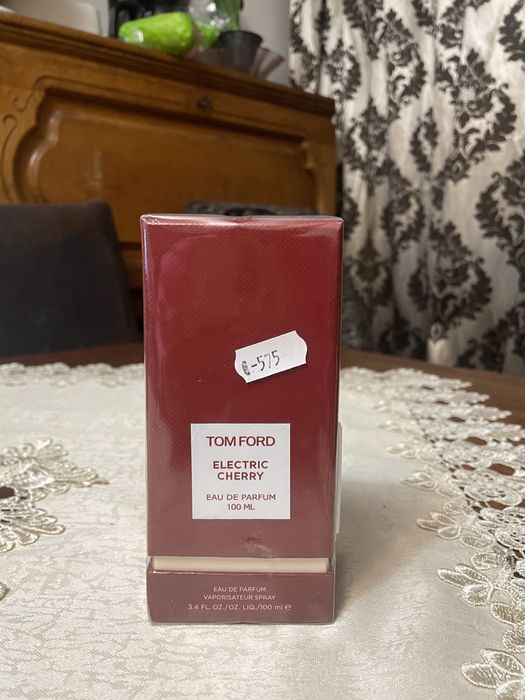 €-575
TOM FORD
ELECTRIC
CHERRY
EAU DE PARFUM
100 ML
EAU DE PARFUM
VAPORISATEUR SPRAY
3.4 FL. OZ./OZ. LIQ./100 ml ℮